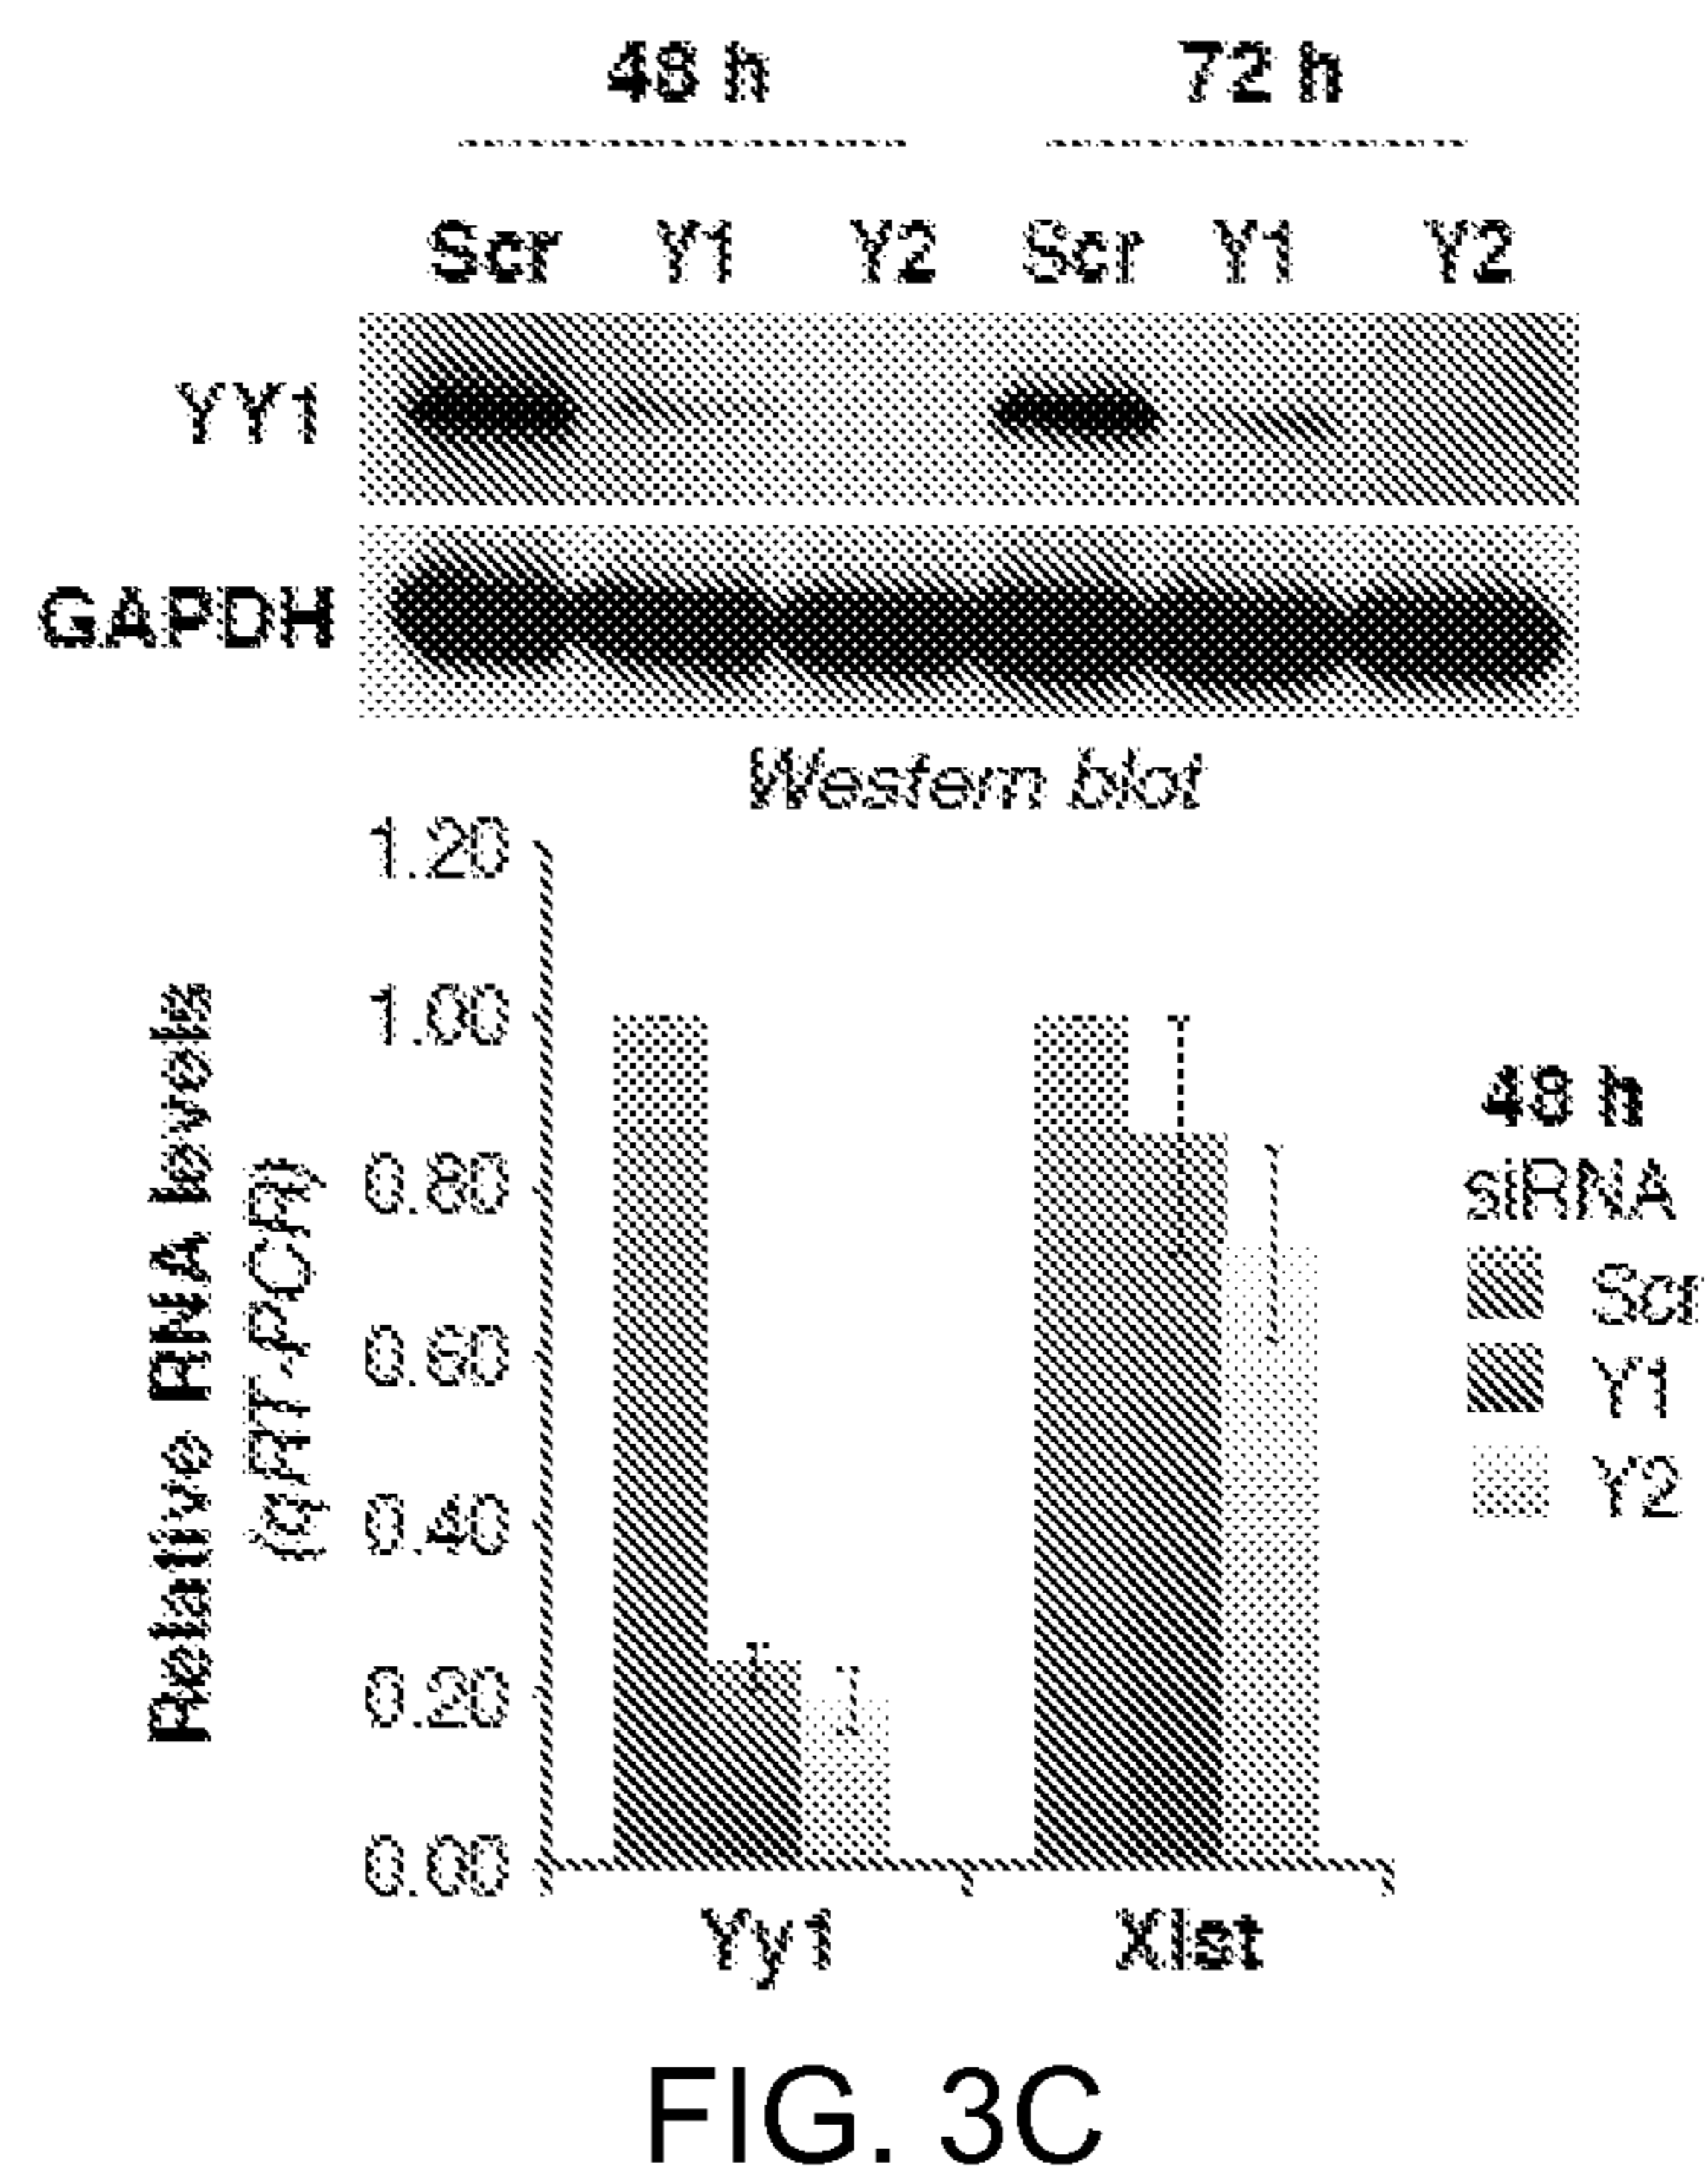 48 h 72 h
Scr Y1 Y2 Scr Y1 Y2
YY1
GAPDH
Western blot
Relative RNA levels
(qRT-PCR)
1.20
1.00
0.80
0.60
0.40
0.20
0.00
Yy1 Xist
48 h
siRNA
Scr
Y1
Y2
FIG. 3C